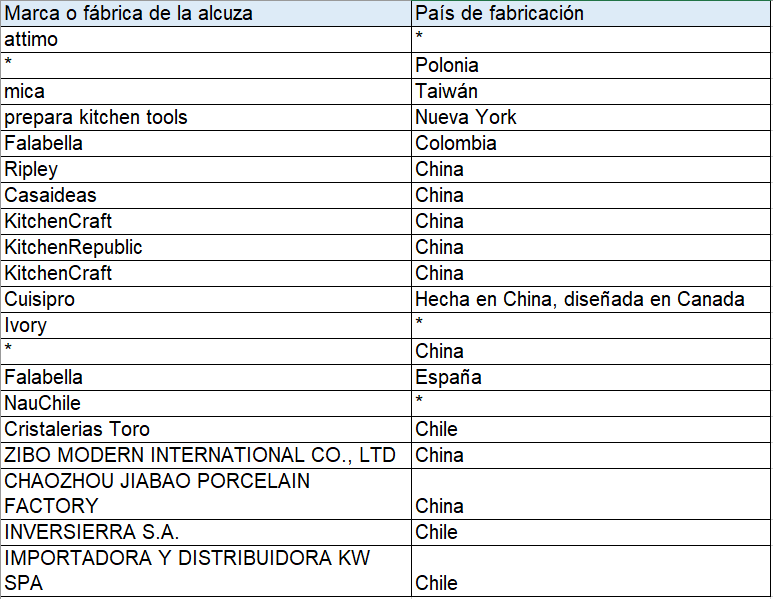 Marca o fábrica de la alcuza País de fabricación
attimo *
* Polonia
mica Taiwán
prepara kitchen tools Nueva York
Falabella Colombia
Ripley China
Casaideas China
KitchenCraft China
KitchenRepublic China
KitchenCraft China
Cuisipro Hecha en China, diseñada en Canada
Ivory *
* China
Falabella España
NauChile *
Cristalerias Toro Chile
ZIBO MODERN INTERNATIONAL CO., LTD China
CHAOZHOU JIABAO PORCELAIN
FACTORY China
INVERSIERRA S.A. Chile
IMPORTADORA Y DISTRIBUIDORA KW
SPA Chile